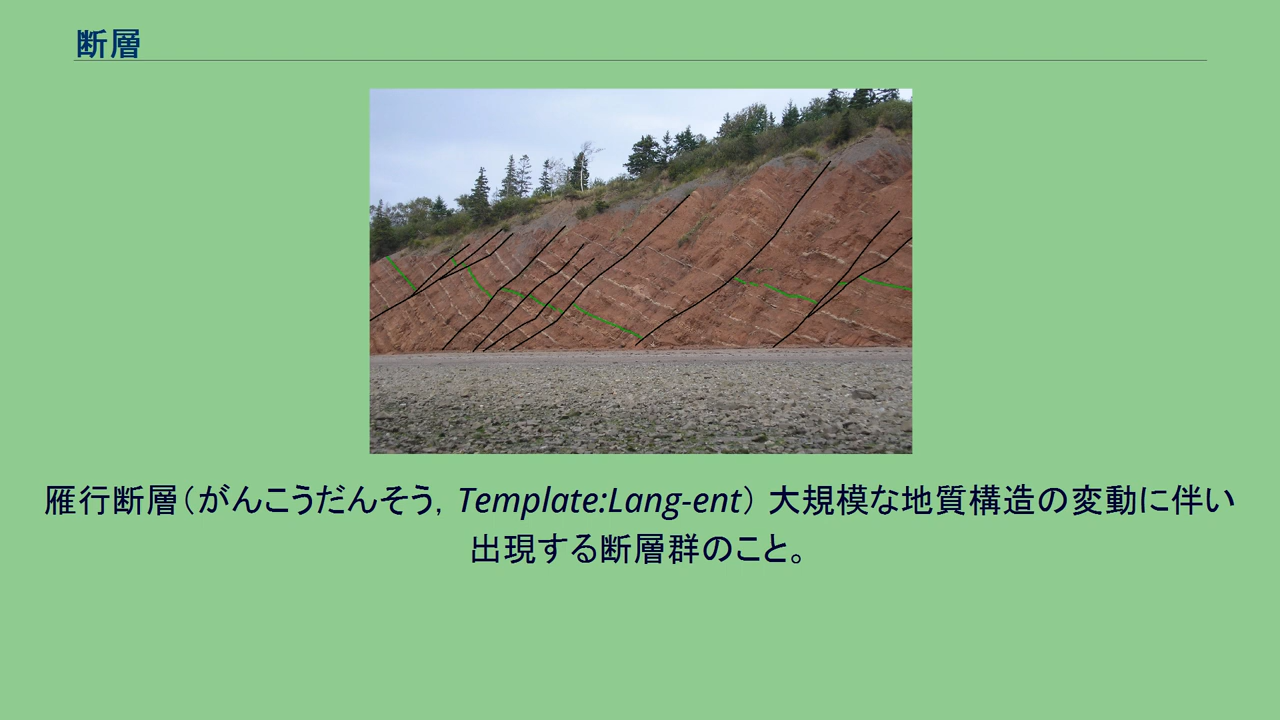 断層
雁行断層（がんこうだんそう, Template:Lang-ent） 大規模な地質構造の変動に伴い
出現する断層群のこと。